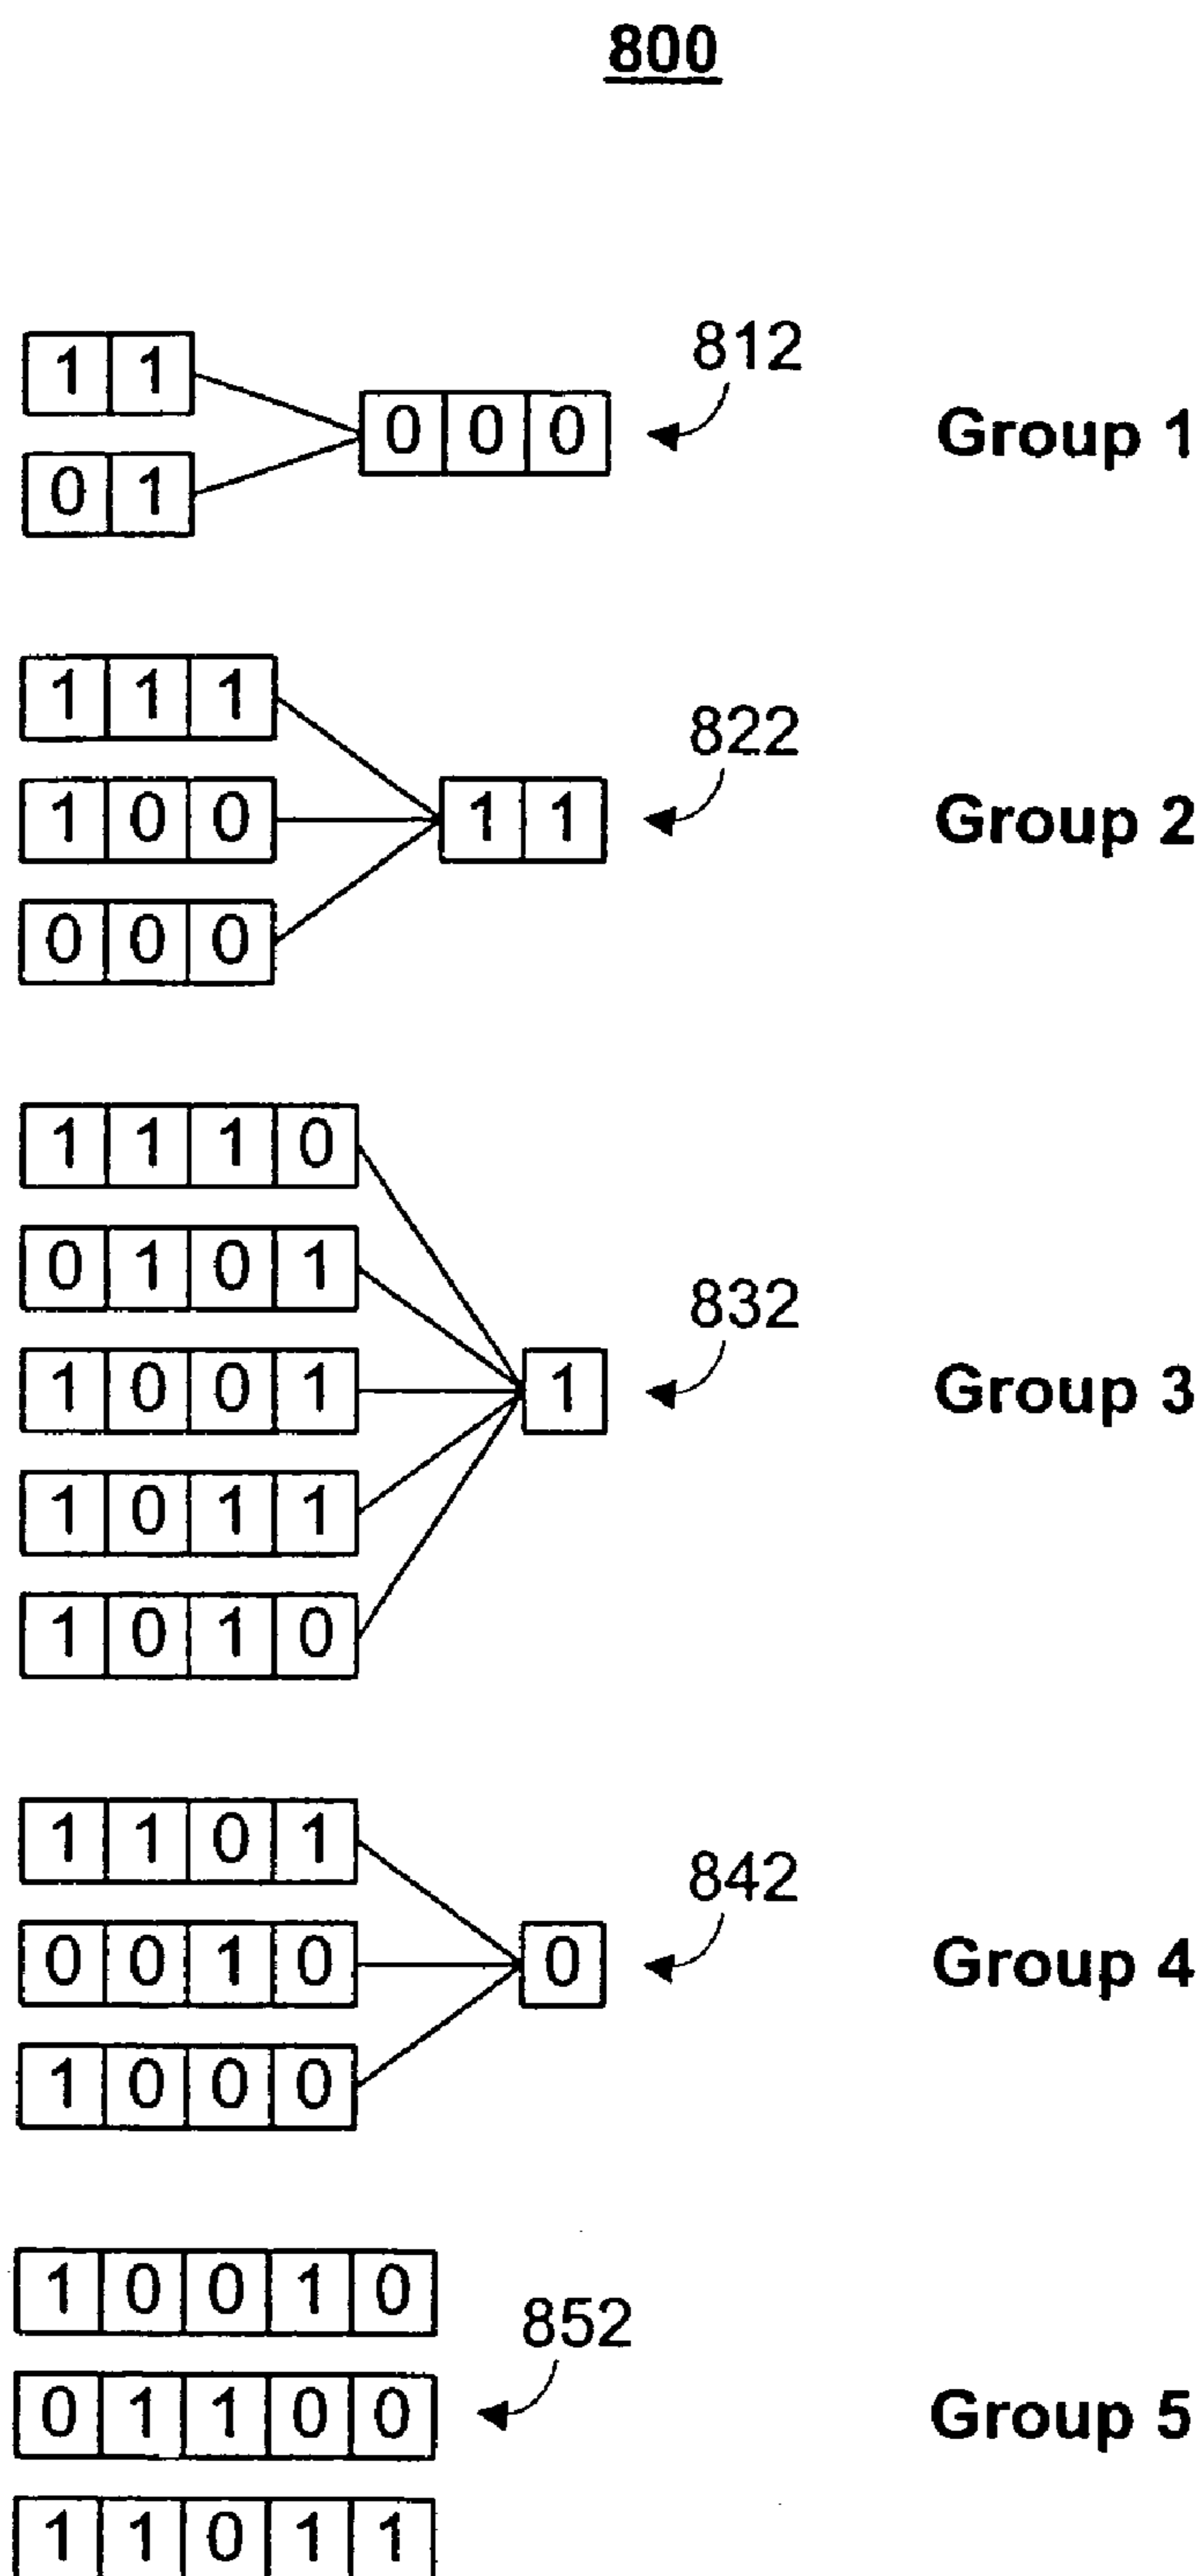 800
1 1
812
0 0 0
Group 1
0 1
1 1 1
822
1 0 0
1 1
Group 2
0 0 0
1 1 1 0
0 1 0 1
832
1 0 0 1
1
Group 3
1 0 1 1
1 0 1 0
1 1 0 1
842
0 0 1 0
0
Group 4
1 0 0 0
1 0 0 1 0
852
0 1 1 0 0
Group 5
1 1 0 1 1